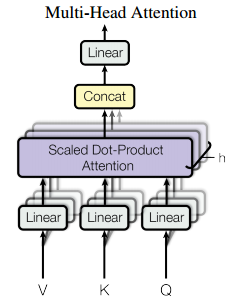 Multi-Head Attention
Linear
Concat
Scaled Dot-Product
Attention
h
Linear Linear Linear
V K Q